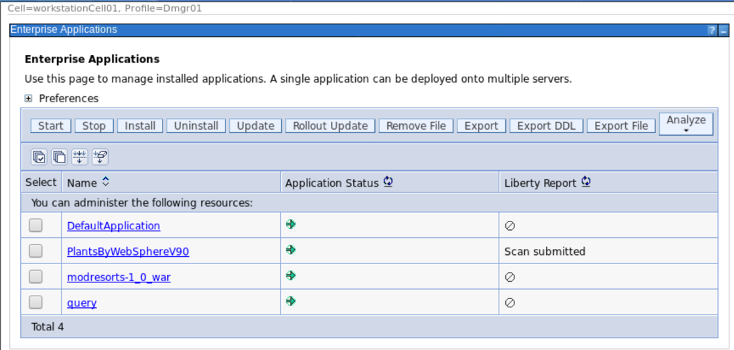 Cell=workstationCell01, Profile=Dmgr01
Enterprise Applications ? _
Enterprise Applications
Use this page to manage installed applications. A single application can be deployed onto multiple servers.
Preferences
Start Stop Install Uninstall Update Rollout Update Remove File Export Export DDL Export File Analyze
Select Name Application Status Liberty Report
You can administer the following resources:
DefaultApplication
PlantsByWebSphereV90 Scan submitted
modresorts-1_0_war
query
Total 4